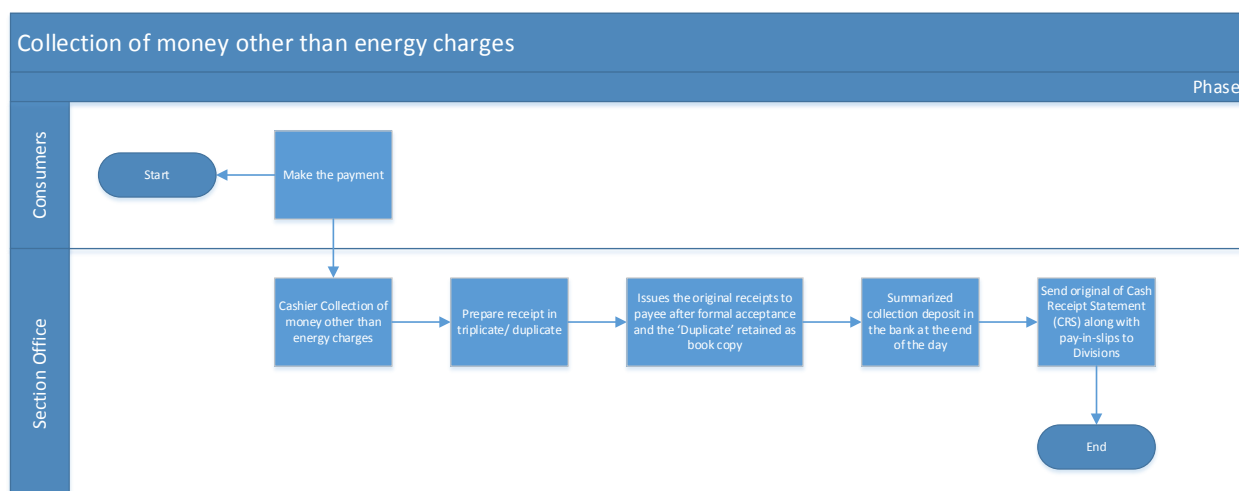 Collection of money other than energy charges
Phase
Consumers
Start
Make the payment
Section Office
Cashier Collection of
money other than
energy charges
Prepare receipt in
triplicate/ duplicate
Issues the original receipts to
payee after formal acceptance
and the ‘Duplicate’ retained as
book copy
Summarized
collection deposit in
the bank at the end
of the day
Send original of Cash
Receipt Statement
(CRS) along with
pay-in-slips to
Divisions
End